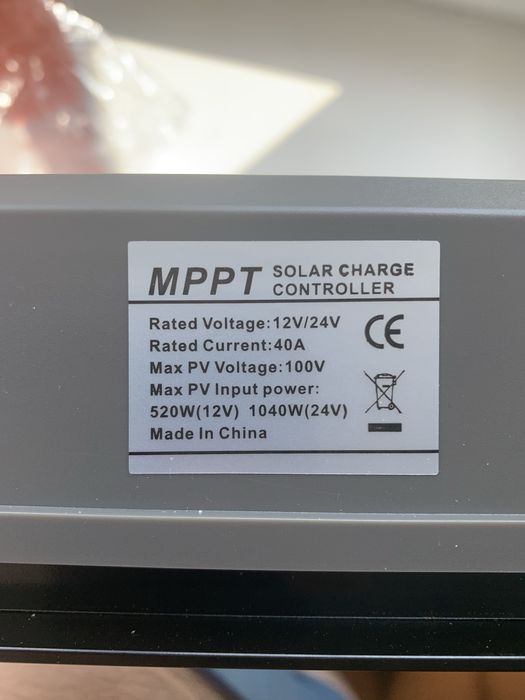 MPPT SOLAR CHARGE CONTROLLER
Rated Voltage:12V/24V
Rated Current:40A
Max PV Voltage:100V
Max PV Input power:
520W(12V) 1040W(24V)
Made In China
CE